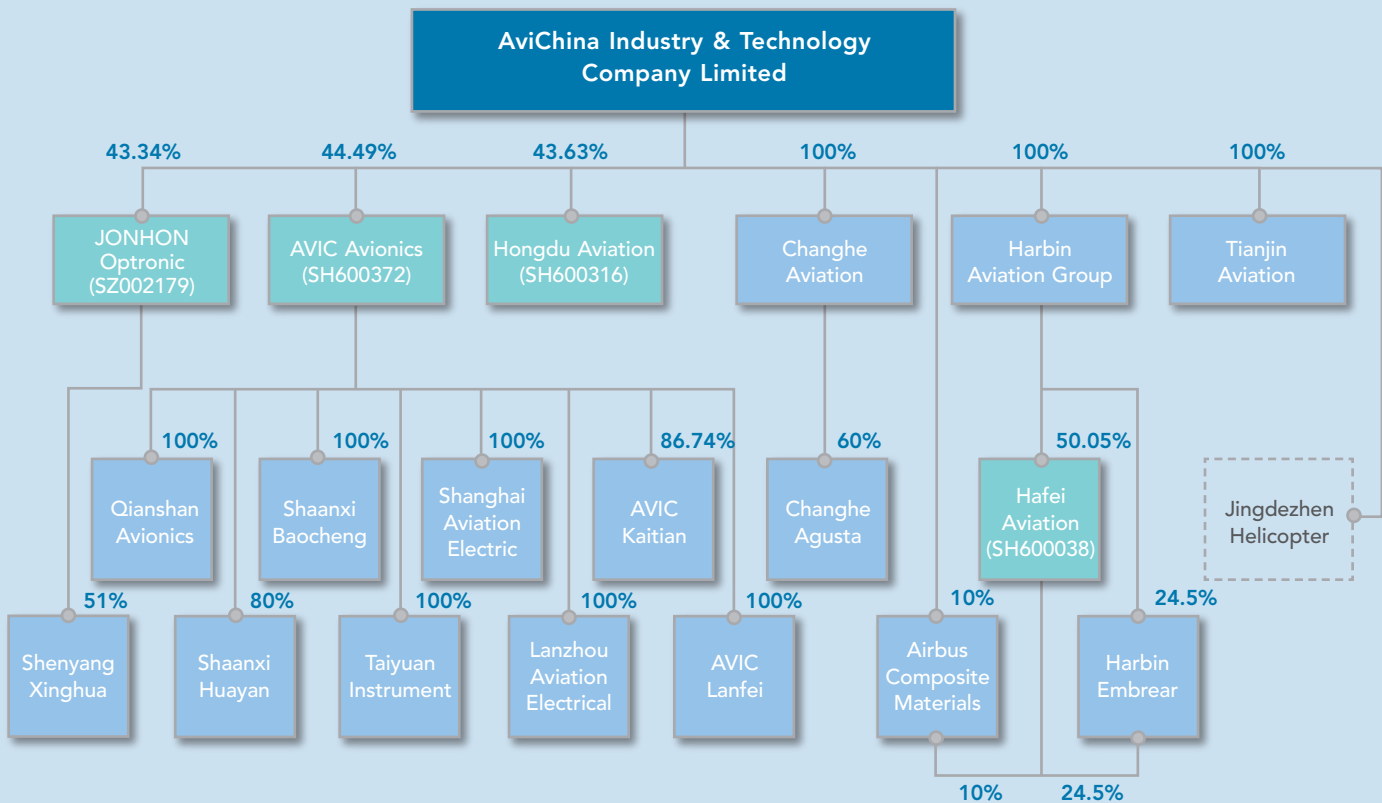 AviChina Industry & Technology
Company Limited
43.34%
44.49%
43.63%
100%
100%
100%
JONHON
Optronic
(SZ002179)
AVIC Avionics
(SH600372)
Hongdu Aviation
(SH600316)
Changhe
Aviation
Harbin
Aviation Group
Tianjin
Aviation
100%
100%
100%
86.74%
60%
50.05%
Qianshan
Avionics
Shaanxi
Baocheng
Shanghai
Aviation
Electric
AVIC
Kaitian
Changhe
Agusta
Hafei
Aviation
(SH600038)
Jingdezhen
Helicopter
51%
80%
100%
100%
100%
10%
24.5%
Shenyang
Xinghua
Shaanxi
Huayan
Taiyuan
Instrument
Lanzhou
Aviation
Electrical
AVIC
Lanfei
Airbus
Composite
Materials
Harbin
Embrear
10%
24.5%